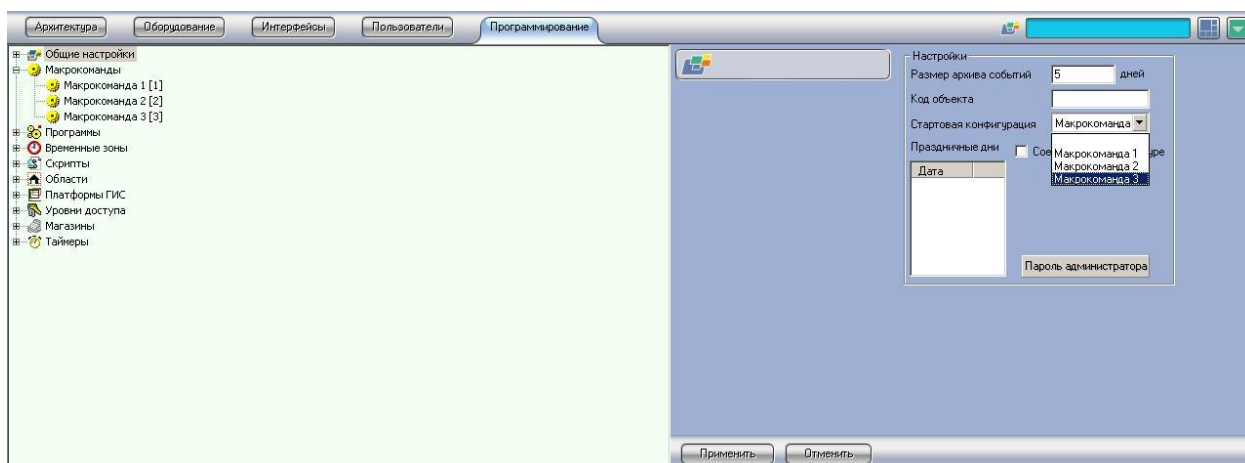 Архитектура Оборудование Интерфейсы Пользователи Программирование
Общие настройки
Макрокоманды
Макрокоманда 1 [1]
Макрокоманда 2 [2]
Макрокоманда 3 [3]
Программы
Временные зоны
Скрипты
Области
Платформы ГИС
Уровни доступа
Магазины
Таймеры
Настройки
Размер архива событий 5 дней
Код объекта
Стартовая конфигурация Макрокоманда
Праздничные дни
Макрокоманда 1
Макрокоманда 2
Макрокоманда 3
Дата
Пароль администратора
Применить Отменить